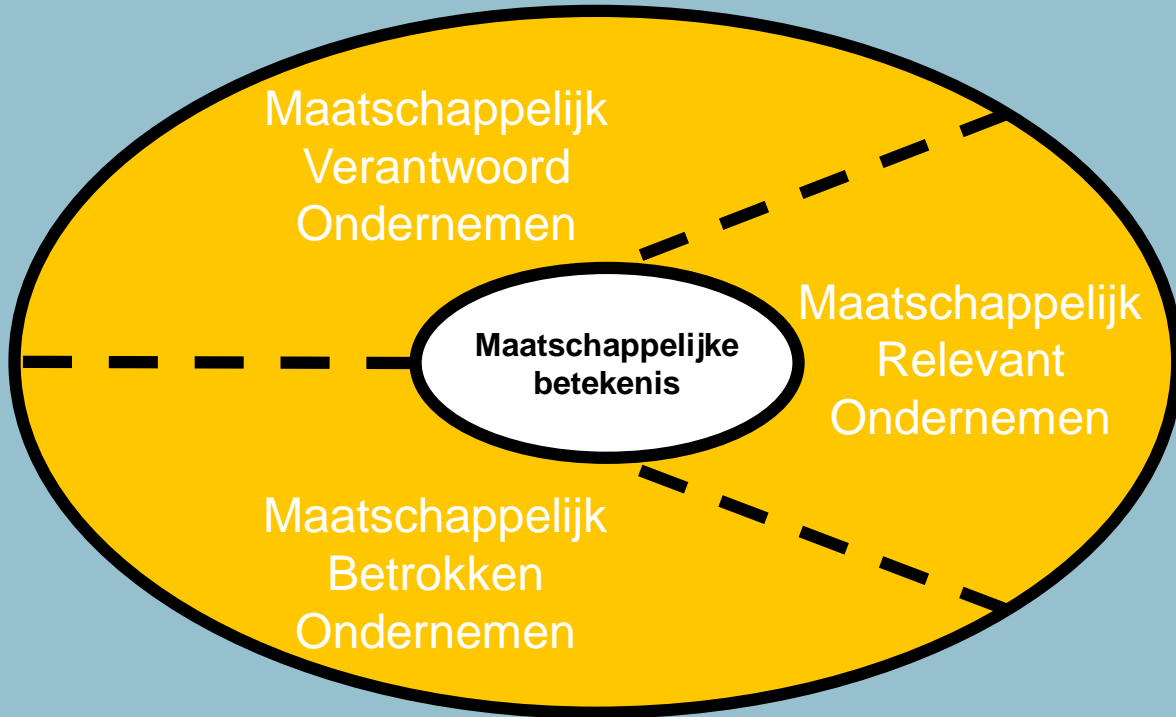 Maatschappelijk
Verantwoord
Ondernemen
Maatschappelijke
betekenis
Maatschappelijk
Relevant
Ondernemen
Maatschappelijk
Betrokken
Ondernemen